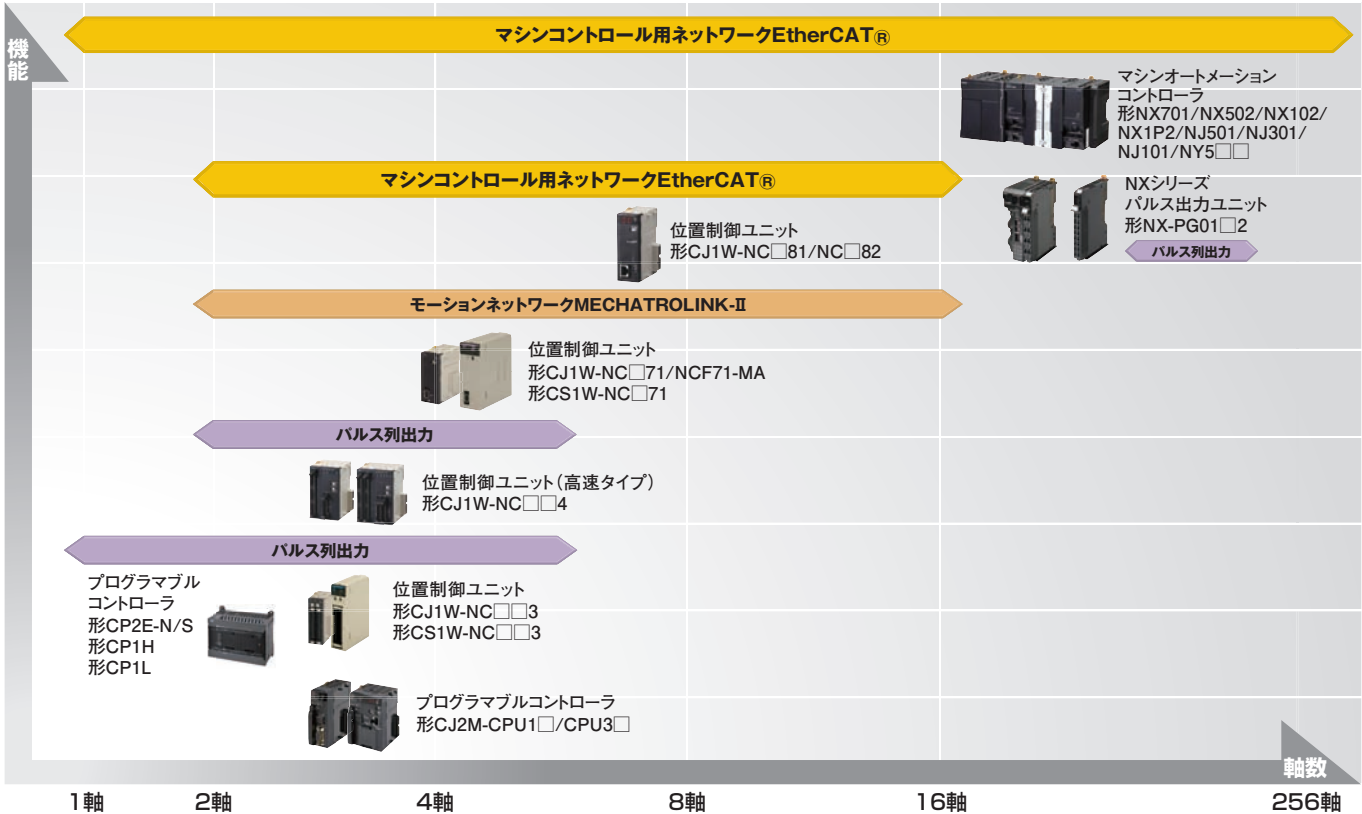 機能
マシンコントロール用ネットワークEtherCAT®
マシンオートメーション
コントローラ
形NX701/NX502/NX102/
NX1P2/NJ501/NJ301/
NJ101/NY5□□
マシンコントロール用ネットワークEtherCAT®
NXシリーズ
パルス出力ユニット
形NX-PG01□2
パルス列出力
位置制御ユニット
形CJ1W-NC□81/NC□82
モーションネットワークMECHATROLINK-Ⅱ
位置制御ユニット
形CJ1W-NC□71/NCF71-MA
形CS1W-NC□71
パルス列出力
位置制御ユニット（高速タイプ）
形CJ1W-NC□□4
パルス列出力
プログラマブル
コントローラ
形CP2E-N/S
形CP1H
形CP1L
位置制御ユニット
形CJ1W-NC□□3
形CS1W-NC□□3
プログラマブルコントローラ
形CJ2M-CPU1□/CPU3□
軸数
1軸 2軸 4軸 8軸 16軸 256軸